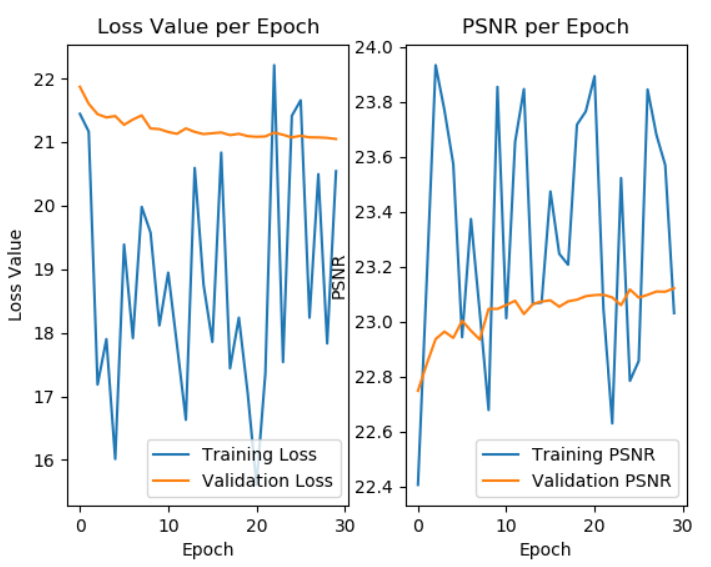 Loss Value per Epoch
22
21
20
19
18
17
16
Loss Value
0
10
20
30
Epoch
Training Loss
Validation Loss
PSNR per Epoch
24.0
23.8
23.6
23.4
23.2
23.0
22.8
22.6
22.4
PSNR
0
10
20
30
Epoch
Training PSNR
Validation PSNR